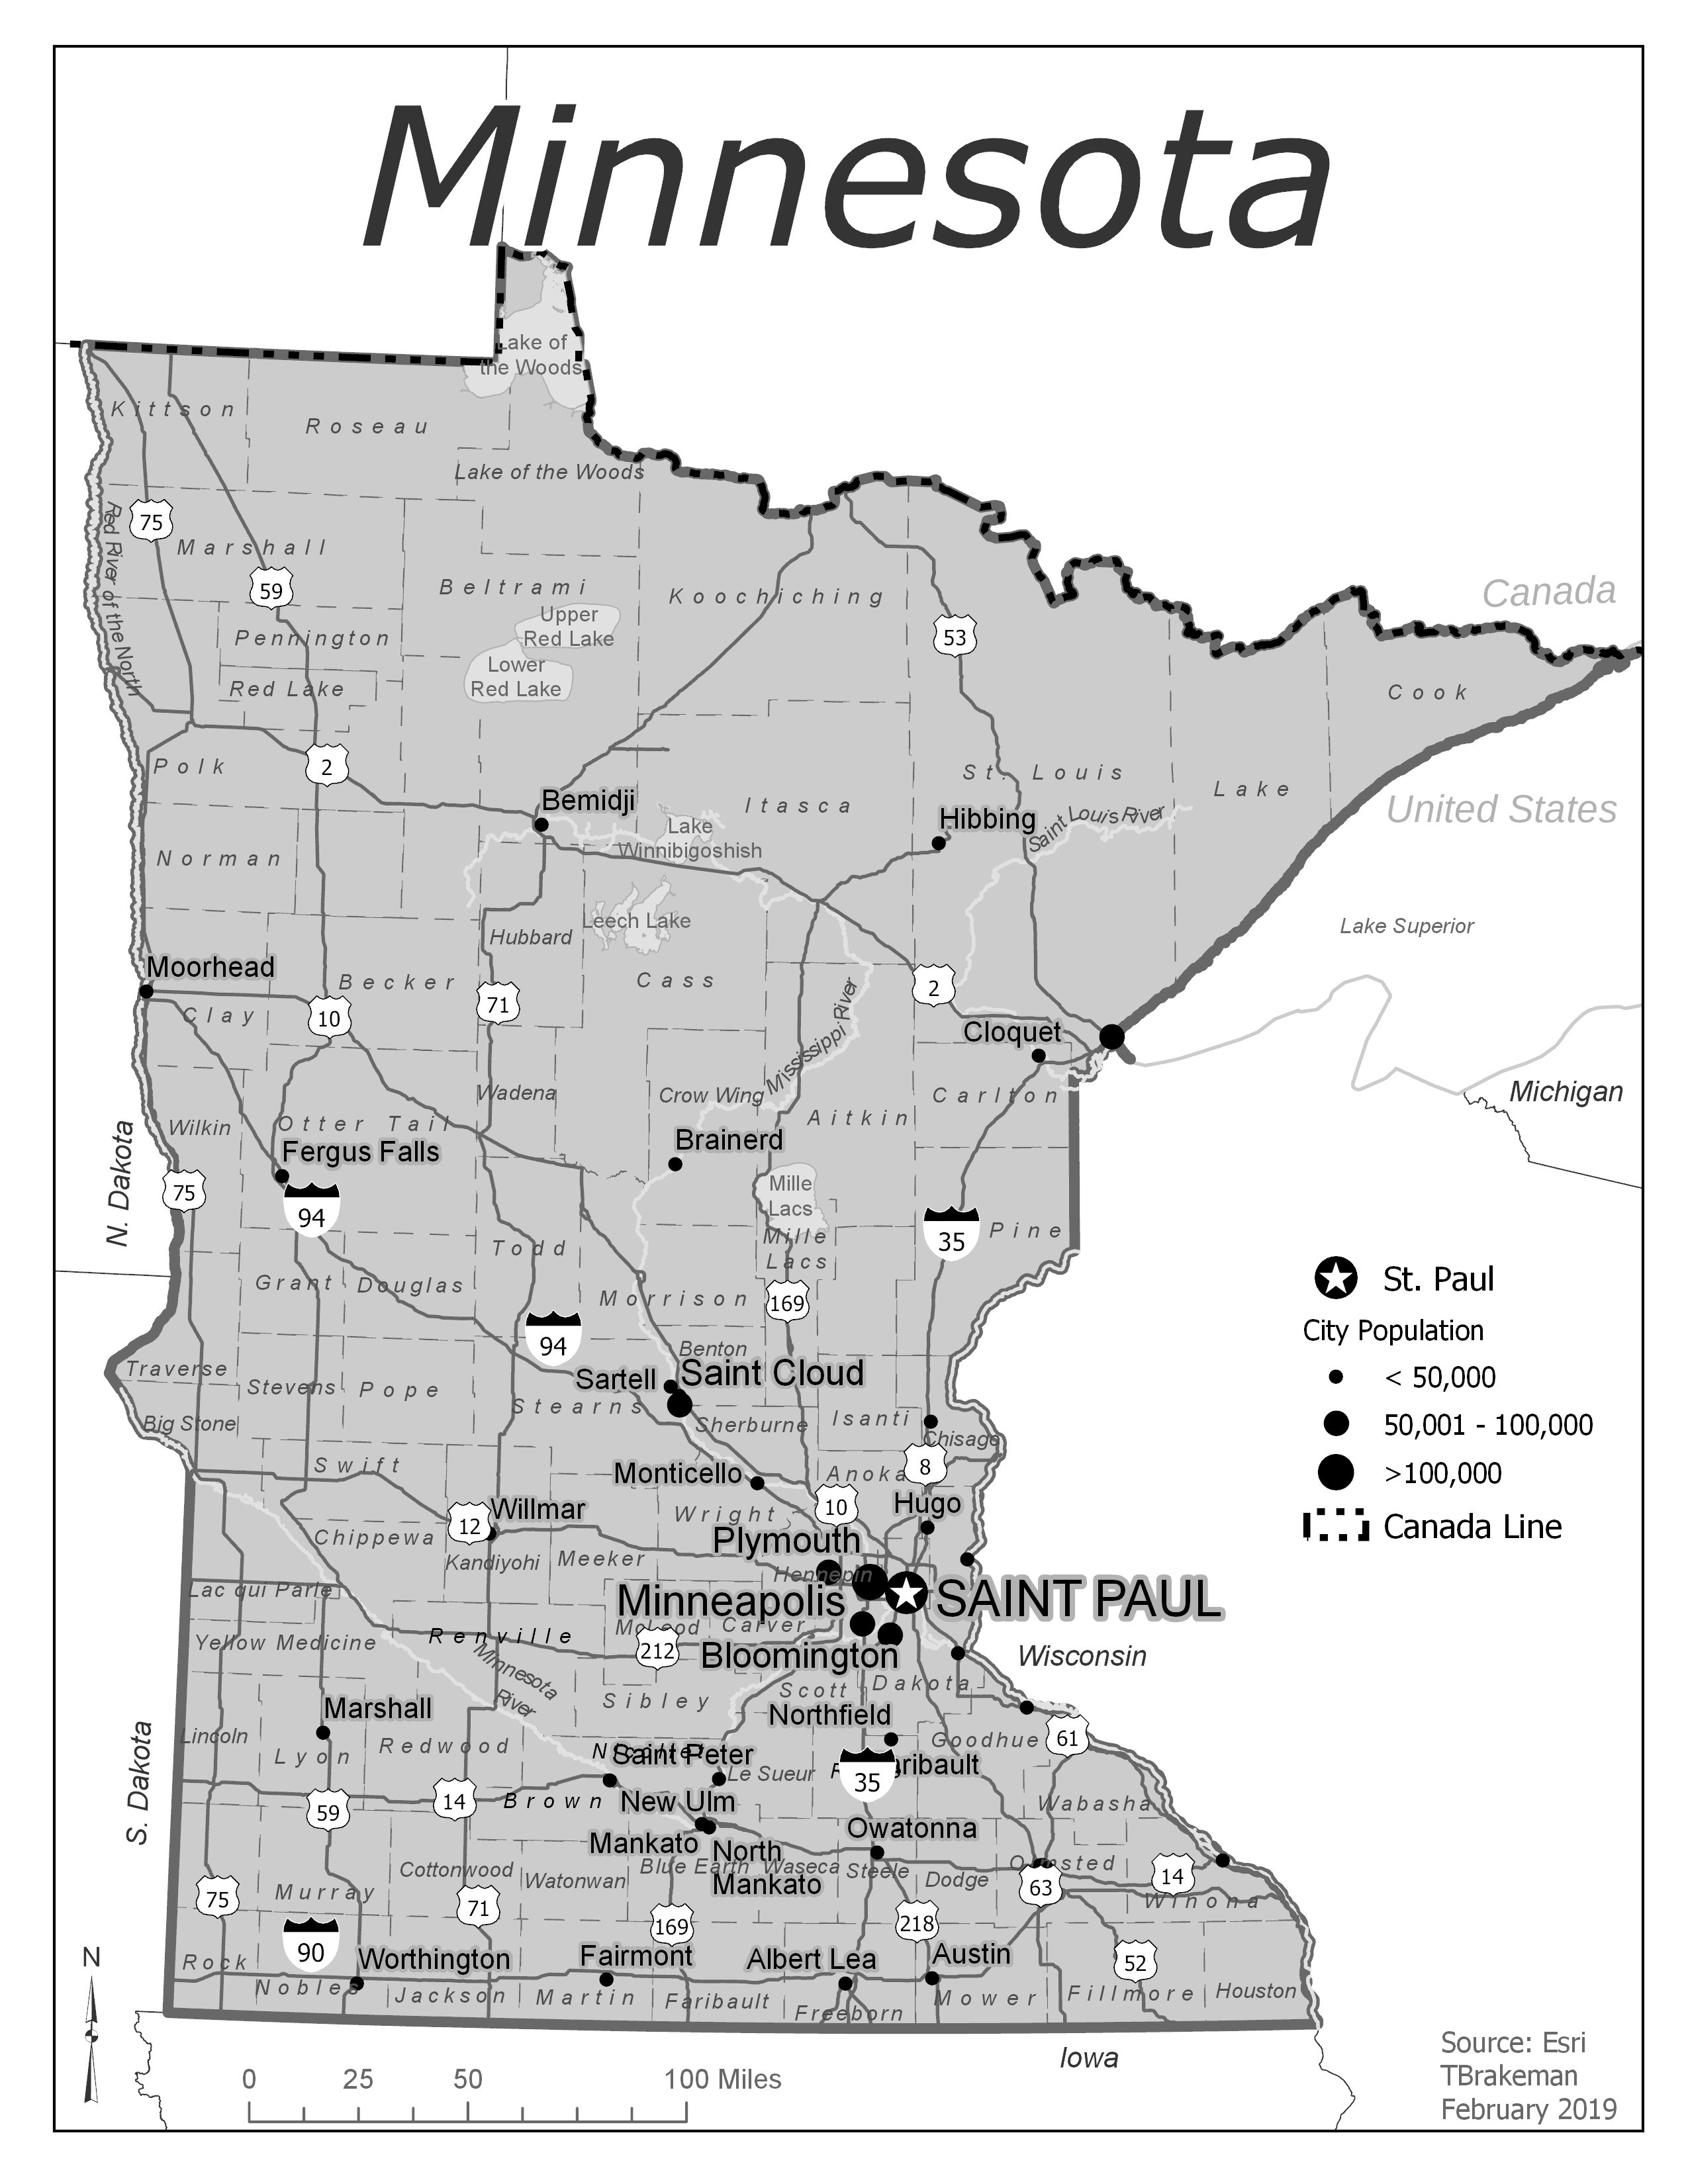 Minnesota
Lake of
the Woods
Kittson
Roseau
Lake of the Woods
75
Red River of the North
Marshall
59
Beltrami
Koochiching
Canada
Upper
Red Lake
Pennington
53
Lower
Red Lake
Red Lake
Cook
Polk
2
St. Louis
Lake
United States
Bemidji
Itasca
Hibbing
Saint Louis River
Lake
Winnibigoshish
Norman
Leech Lake
Hubbard
Lake Superior
Moorhead
Becker
Cass
71
2
Clay
10
Mississippi River
Cloquet
Wadena
Crow Wing
Carlton
Michigan
Aitkin
Wilkin
Otter Tail
Brainerd
Fergus Falls
N. Dakota
75
94
Mille
Lacs
35
Pine
Todd
Mille
Lacs
Grant
Douglas
Morrison
169
St. Paul
City Population
< 50,000
50,001 - 100,000
>100,000
Canada Line
94
Benton
Traverse
Sartell
Saint Cloud
Stevens
Pope
Stearns
Big Stone
Sherburne
Isanti
Chisago
Swift
Monticello
Anoka
8
Willmar
12
Wright
10
Hugo
Chippewa
Plymouth
Kandiyohi
Meeker
Hennepin
Lac qui Parle
Minneapolis
SAINT PAUL
Renville
McLeod
Carver
Yellow Medicine
212
Bloomington
Wisconsin
Minnesota
River
Scott
Dakota
Sibley
Marshall
Northfield
Lincoln
Lyon
Redwood
Goodhue
61
Saint Peter
Le Sueur
35
aribault
S. Dakota
59
14
Brown
New Ulm
Wabasha
Mankato
North
Mankato
Owatonna
Cottonwood
Watonwan
Blue Earth
Waseca
Steele
Dodge
Olmsted
75
Murray
71
63
14
Winona
90
169
218
52
Rock
Worthington
Fairmont
Albert Lea
Austin
Nobles
Jackson
Martin
Faribault
Freeborn
Mower
Fillmore
Houston
N
Iowa
0 25 50 100 Miles
Source: Esri
TBrakeman
February 2019